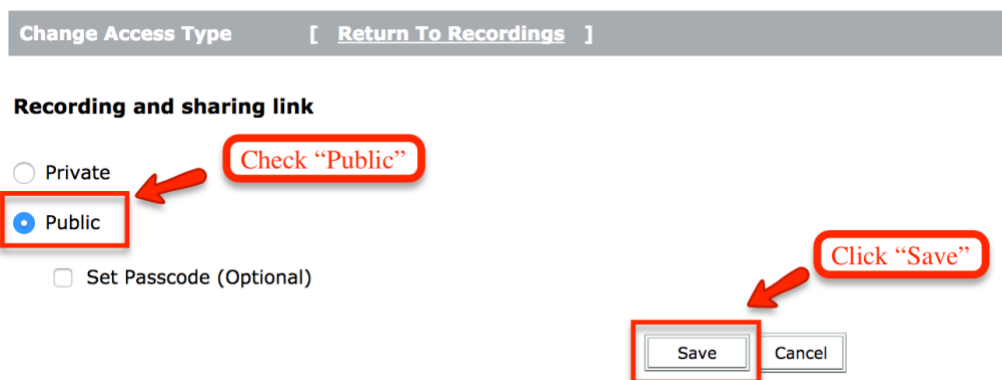 Change Access Type [ Return To Recordings ]
Recording and sharing link
Check “Public”
Private
Public
Click “Save”
Set Passcode (Optional)
Save Cancel